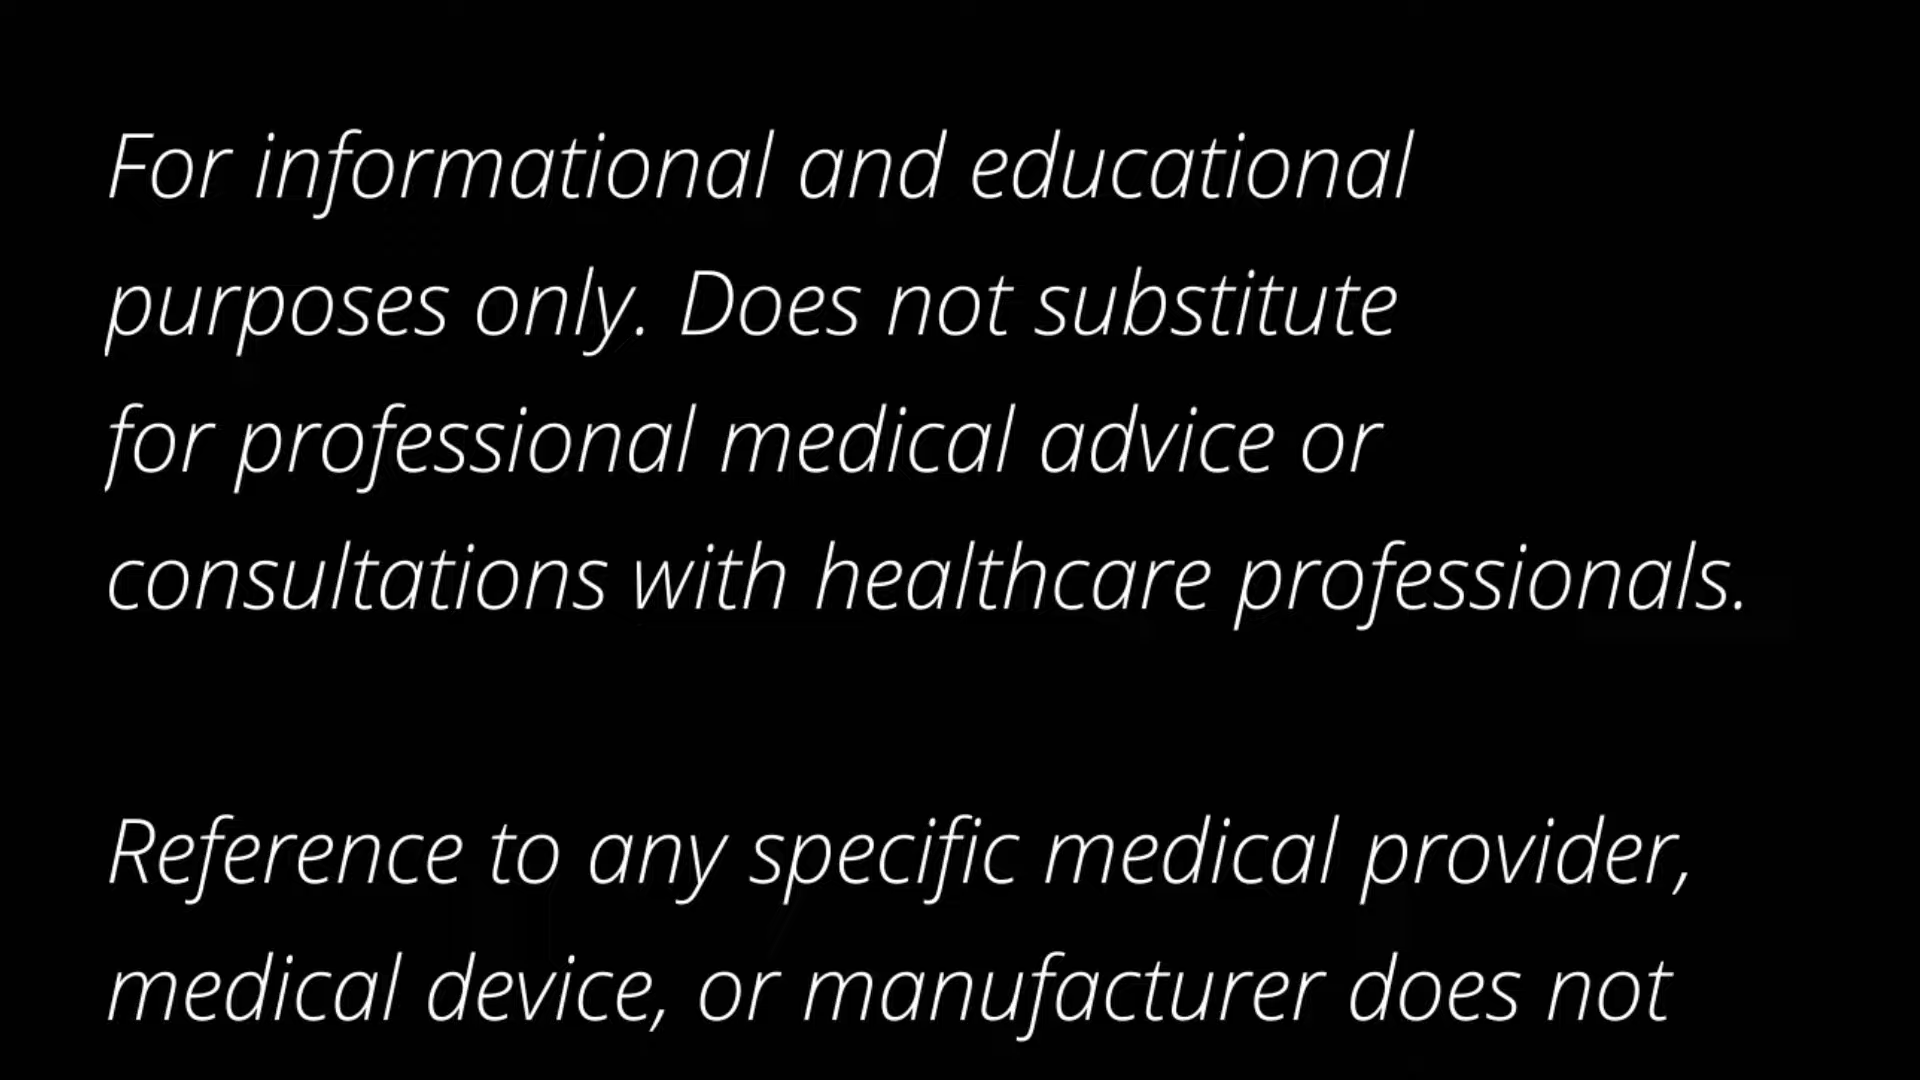 For informational and educational
purposes only. Does not substitute
for professional medical advice or
consultations with healthcare professionals.
Reference to any specific medical provider,
medical device, or manufacturer does not